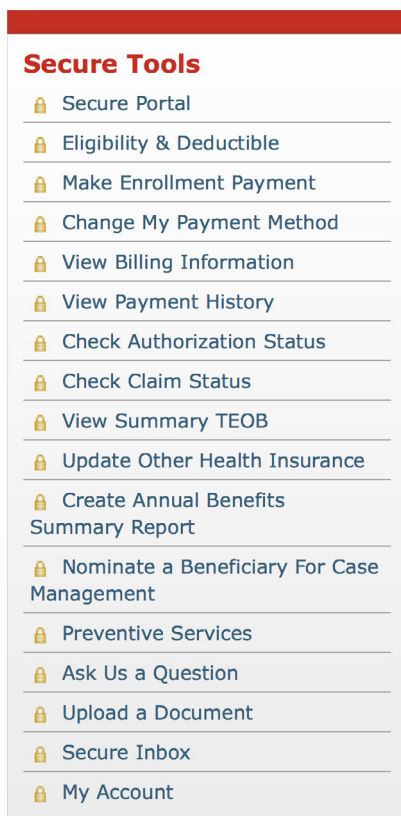 Secure Tools
Secure Portal
Eligibility & Deductible
Make Enrollment Payment
Change My Payment Method
View Billing Information
View Payment History
Check Authorization Status
Check Claim Status
View Summary TEOB
Update Other Health Insurance
Create Annual Benefits
Summary Report
Nominate a Beneficiary For Case
Management
Preventive Services
Ask Us a Question
Upload a Document
Secure Inbox
My Account